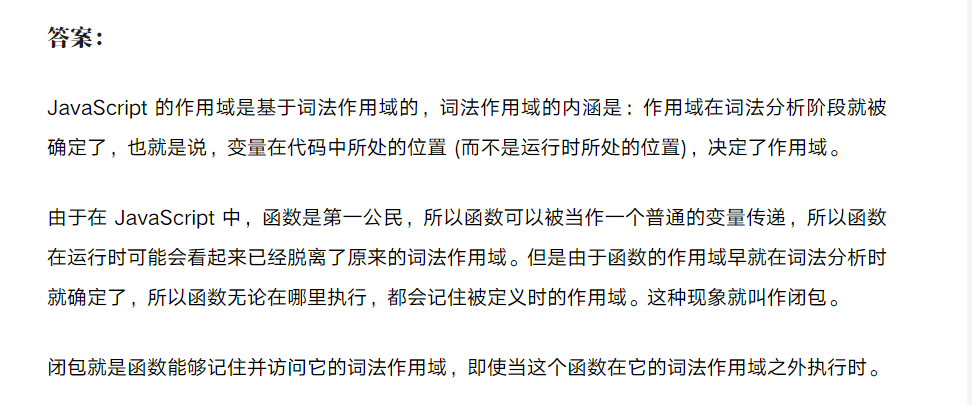 答案：
JavaScript 的作用域是基于词法作用域的，词法作用域的内涵是：作用域在词法分析阶段就被
确定了，也就是说，变量在代码中所处的位置 (而不是运行时所处的位置)，决定了作用域。
由于在 JavaScript 中，函数是第一公民，所以函数可以被当作一个普通的变量传递，所以函数
在运行时可能会看起来已经脱离了原来的词法作用域。但是由于函数的作用域早就在词法分析时
就确定了，所以函数无论在哪里执行，都会记住被定义时的作用域。这种现象就叫作闭包。
闭包就是函数能够记住并访问它的词法作用域，即使当这个函数在它的词法作用域之外执行时。